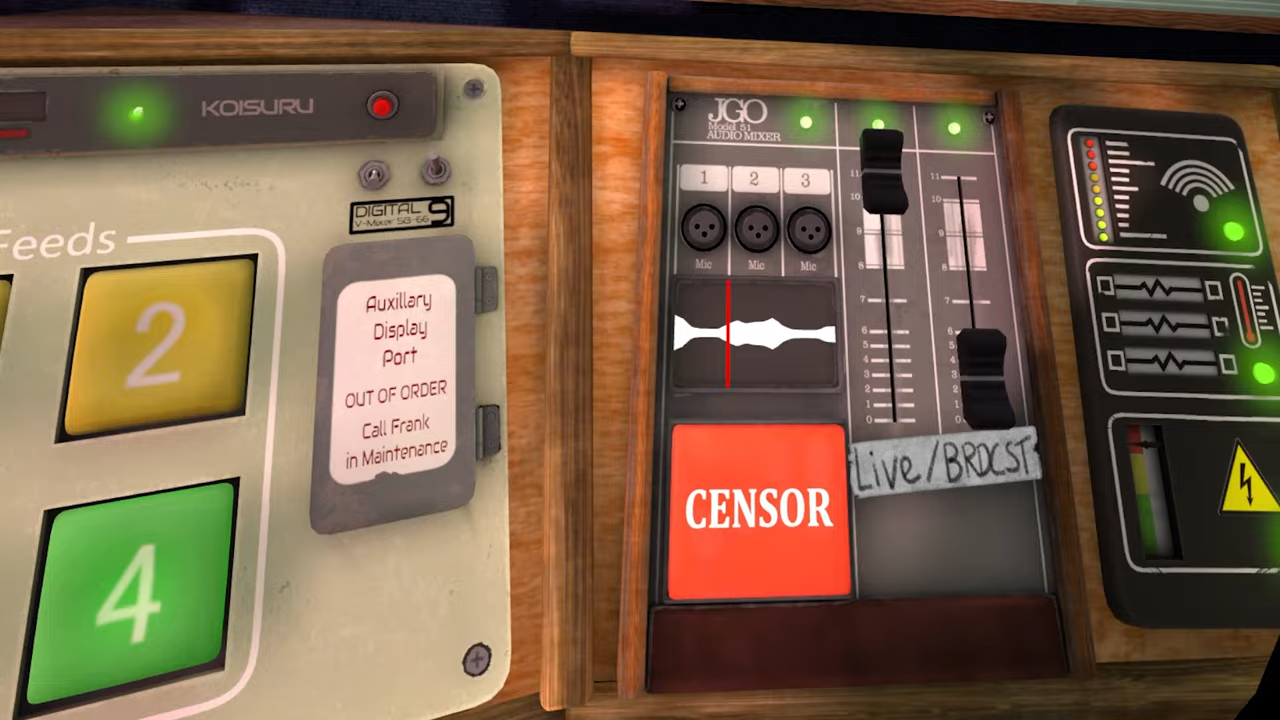 KOISURU
DIGITAL 9
V-Mixer SG-66
Feeds
2
4
Auxillary
Display
Port
OUT OF ORDER
Call Frank
in Maintenance
JGO
Model 51
AUDIO MIXER
1 2 3
Mic Mic Mic
11
10
9
8
7
6
5
4
3
2
1
0
11
10
9
8
7
6
5
4
3
2
1
0
CENSOR
Live/BRDCST